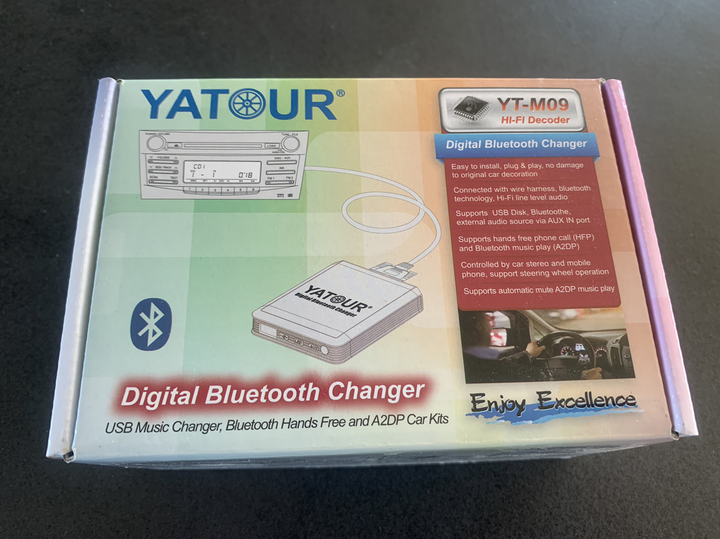 YATOUR®
YT-M09
HI-FI Decoder
Digital Bluetooth Changer
Easy to install, plug & play, no damage
to original car decoration
Connected with wire harness, bluetooth
technology, Hi-Fi line level audio
Supports USB Disk, Bluetoothe,
external audio source via AUX IN port
Supports hands free phone call (HFP)
and Bluetooth music play (A2DP)
Controlled by car stereo and mobile
phone, support steering wheel operation
Supports automatic mute A2DP music play
CD1
T - 1 0:18
YATOUR®
Digital Bluetooth Changer
Digital Bluetooth Changer
USB Music Changer, Bluetooth Hands Free and A2DP Car Kits
Enjoy Excellence